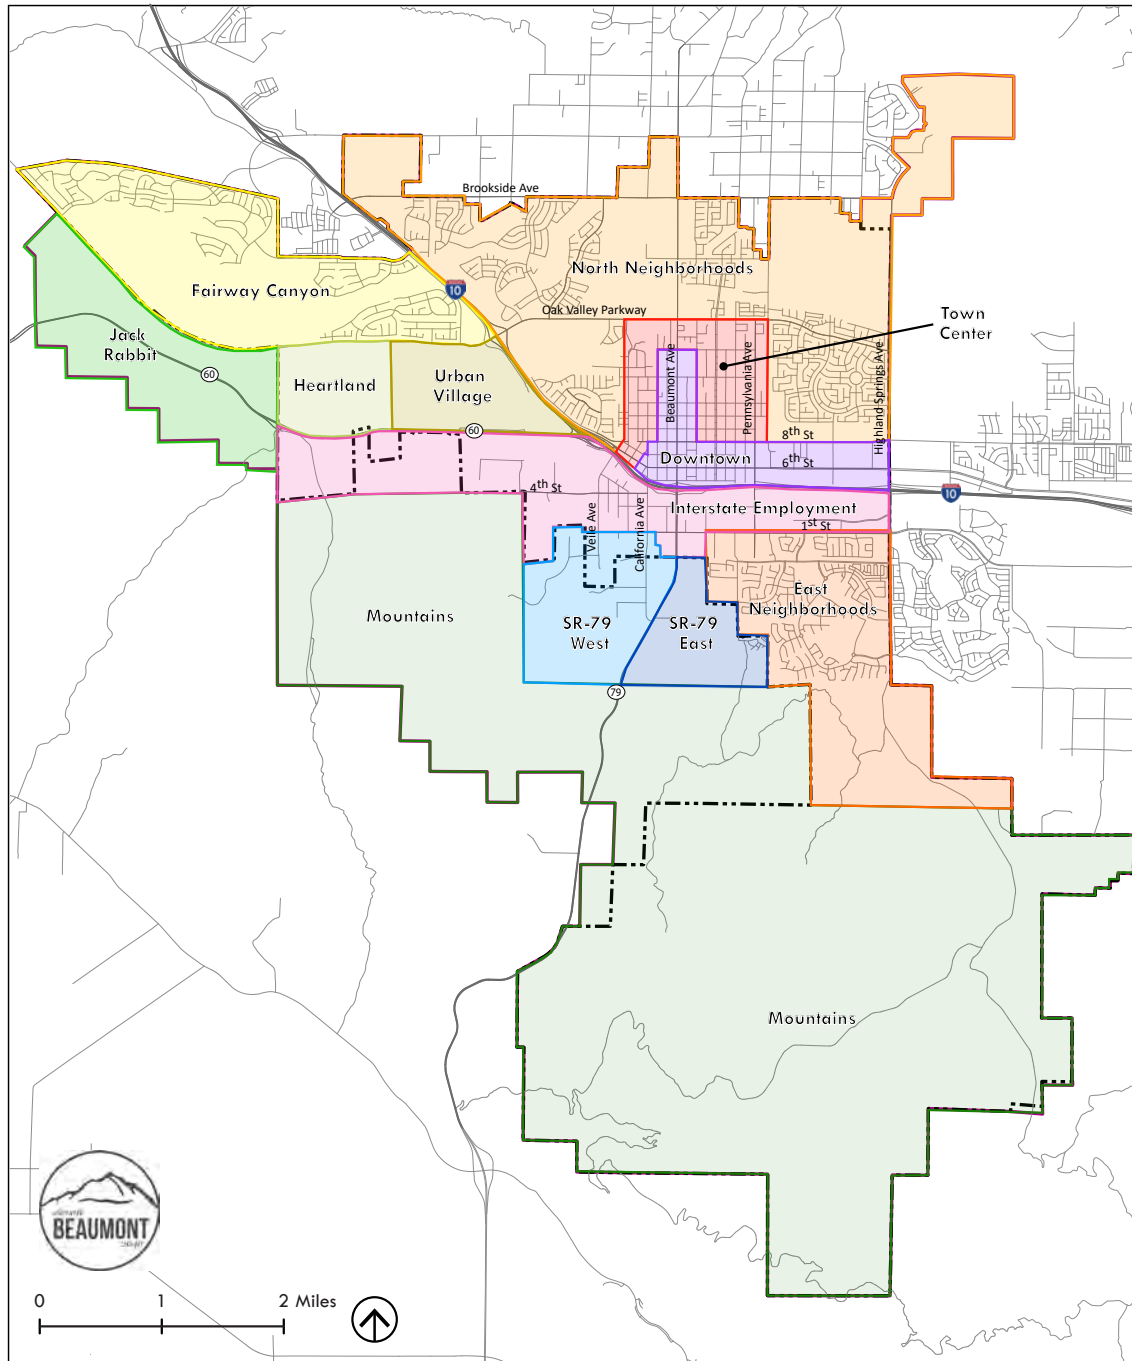 Brookside Ave
North Neighborhoods
10
Fairway Canyon
Oak Valley Parkway
Town
Center
Jack
Rabbit
60
Heartland
Urban
Village
Beaumont Ave
Pennsylvania Ave
Highland Springs Ave
60
8th St
Downtown
6th St
4th St
10
Interstate Employment
1st St
Veile Ave
California Ave
Mountains
SR-79
West
SR-79
East
East
Neighborhoods
79
Mountains
BEAUMONT
0 1 2 Miles